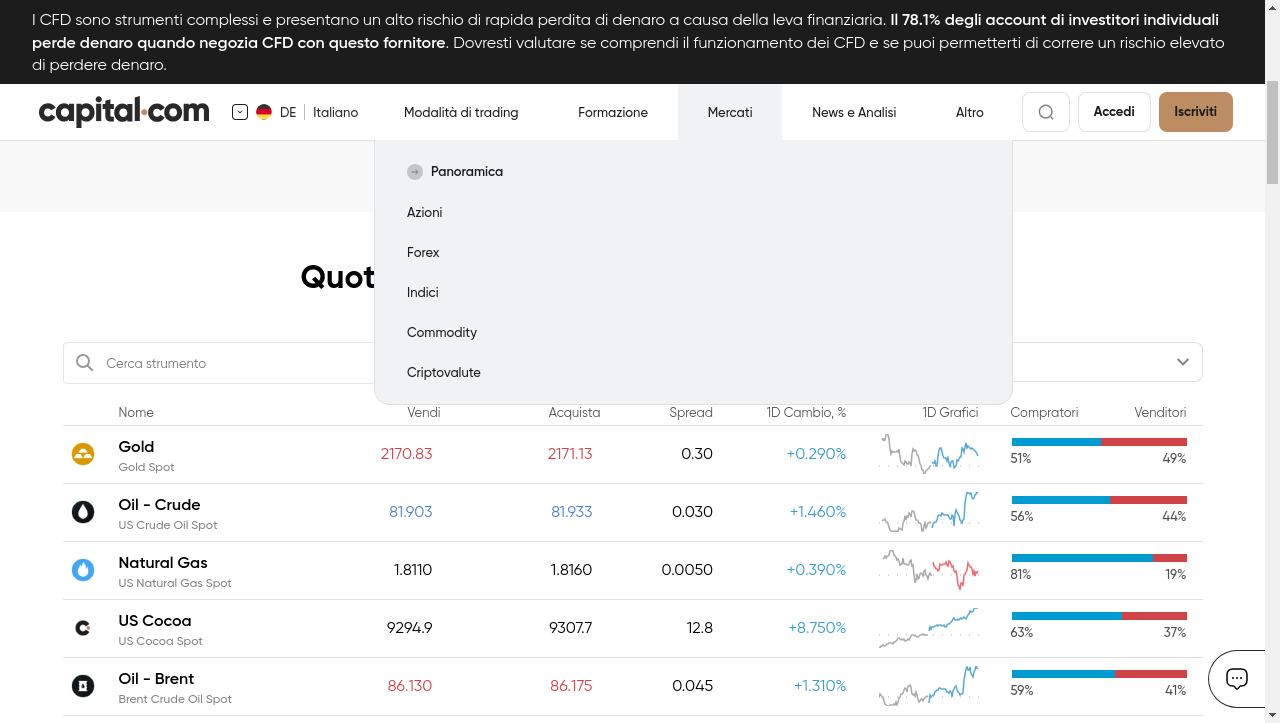 I CFD sono strumenti complessi e presentano un alto rischio di rapida perdita di denaro a causa della leva finanziaria. Il 78.1% degli account di investitori individuali
perde denaro quando negozia CFD con questo fornitore. Dovresti valutare se comprendi il funzionamento dei CFD e se puoi permetterti di correre un rischio elevato
di perdere denaro.
capital.com DE Italiano Modalità di trading Formazione Mercati News e Analisi Altro Accedi Iscriviti
Panoramica
Azioni
Forex
Quot
Indici
Commodity
Cerca strumento
Criptovalute
Nome Vendi Acquista Spread 1D Cambio, % 1D Grafici Compratori Venditori
Gold 2170.83 2171.13 0.30 +0.290%
Gold Spot 51% 49%
Oil - Crude 81.903 81.933 0.030 +1.460%
US Crude Oil Spot 56% 44%
Natural Gas 1.8110 1.8160 0.0050 +0.390%
US Natural Gas Spot 81% 19%
US Cocoa 9294.9 9307.7 12.8 +8.750%
US Cocoa Spot 63% 37%
Oil - Brent 86.130 86.175 0.045 +1.310%
Brent Crude Oil Spot 59% 41%